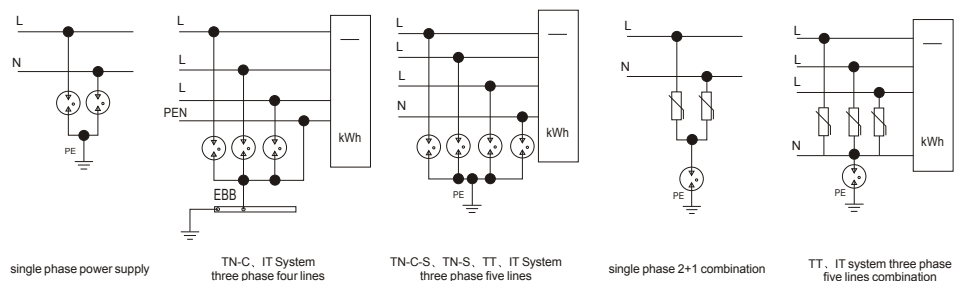 L
N
PE
single phase power supply
L
L
L
PEN
kWh
EBB
TN-C、IT System
three phase four lines
L
L
L
N
kWh
PE
TN-C-S、TN-S、TT、IT System
three phase five lines
L
N
PE
single phase 2+1 combination
L
L
L
N
kWh
PE
TT、IT system three phase
five lines combination